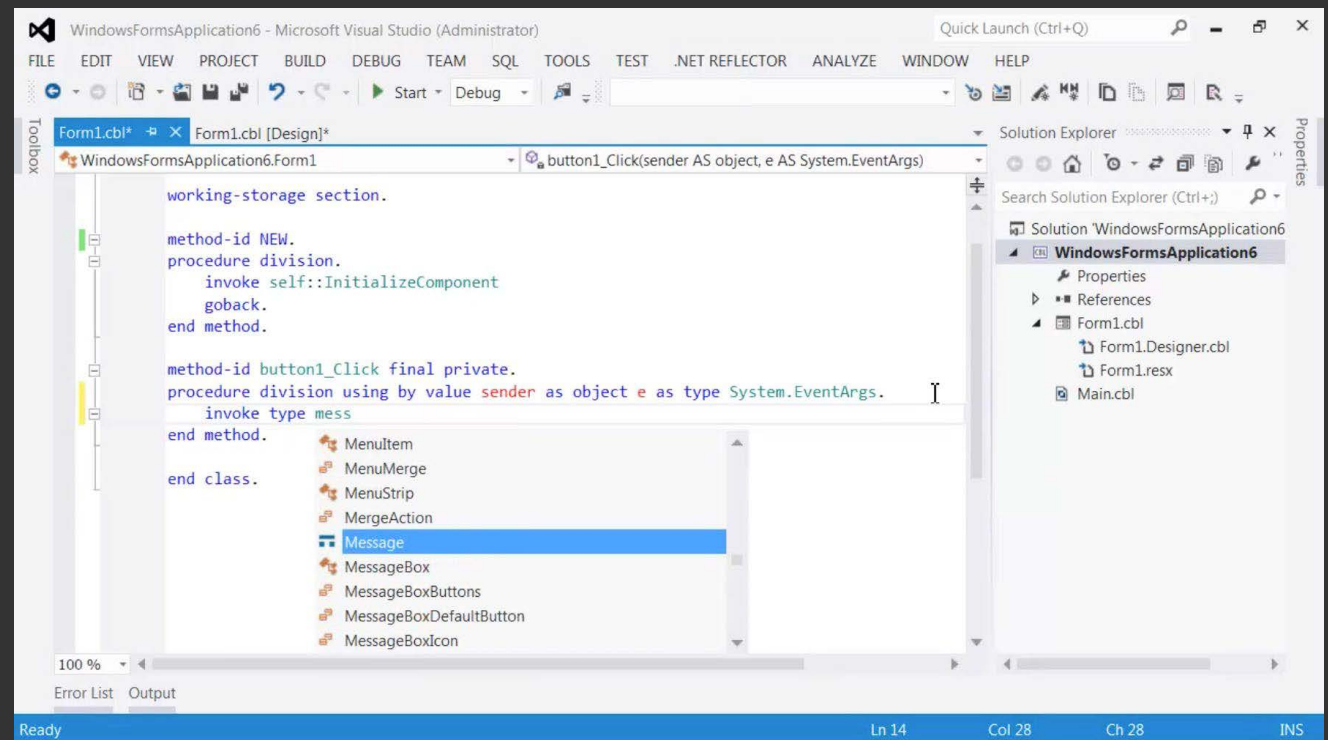 WindowsFormsApplication6 - Microsoft Visual Studio (Administrator)
Quick Launch (Ctrl+Q)
FILE EDIT VIEW PROJECT BUILD DEBUG TEAM SQL TOOLS TEST .NET REFLECTOR ANALYZE WINDOW HELP
Start Debug
Toolbox
Form1.cbl* Form1.cbl [Design]*
WindowsFormsApplication6.Form1 button1_Click(sender AS object, e AS System.EventArgs)
working-storage section.
method-id NEW.
procedure division.
invoke self::InitializeComponent
goback.
end method.
method-id button1_Click final private.
procedure division using by value sender as object e as type System.EventArgs.
invoke type mess
end method.
end class.
MenuItem
MenuMerge
MenuStrip
MergeAction
Message
MessageBox
MessageBoxButtons
MessageBoxDefaultButton
MessageBoxIcon
100 %
Error List Output
Solution Explorer
Search Solution Explorer (Ctrl+;)
Solution 'WindowsFormsApplication6
WindowsFormsApplication6
Properties
References
Form1.cbl
Form1.Designer.cbl
Form1.resx
Main.cbl
Properties
Ready Ln 14 Col 28 Ch 28 INS